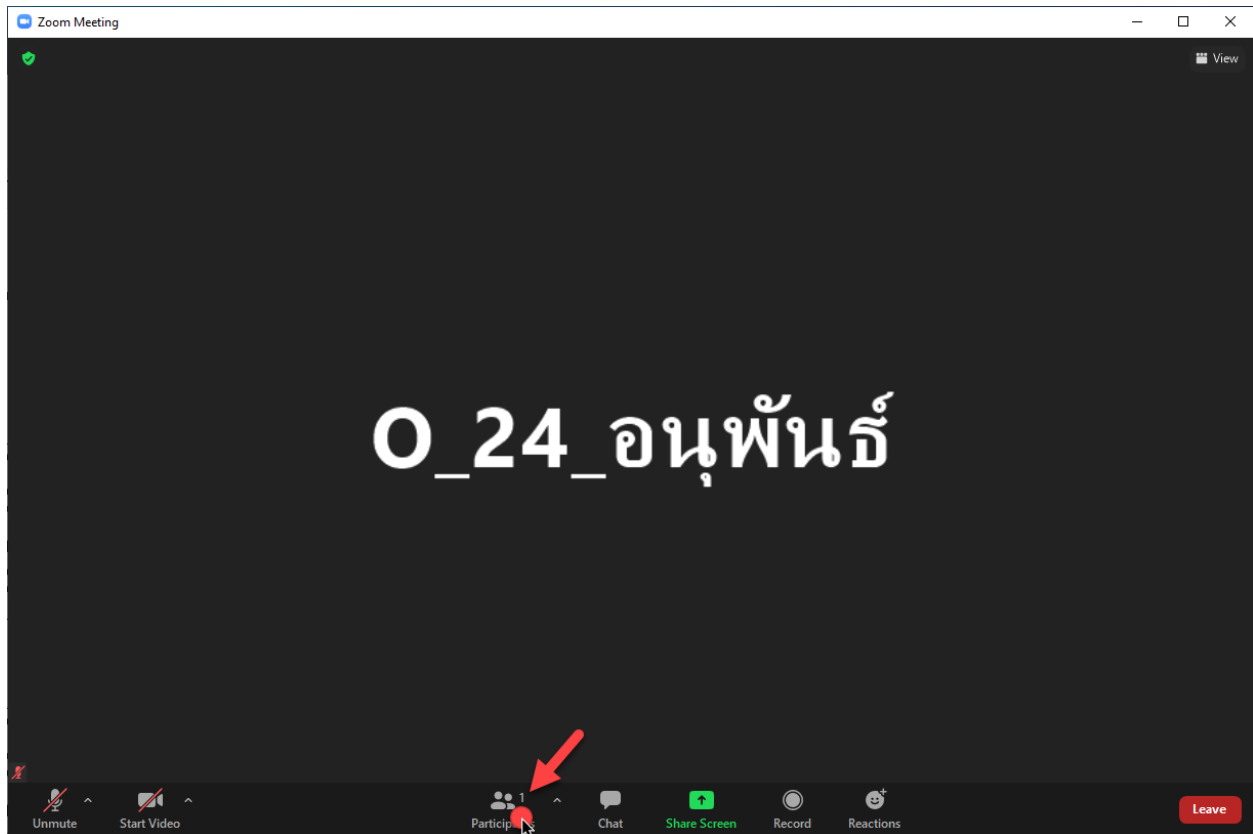 Zoom Meeting
View
O_24_อนุพันธ์
1
Unmute
Start Video
Chat
Share Screen
Record
Reactions
Leave